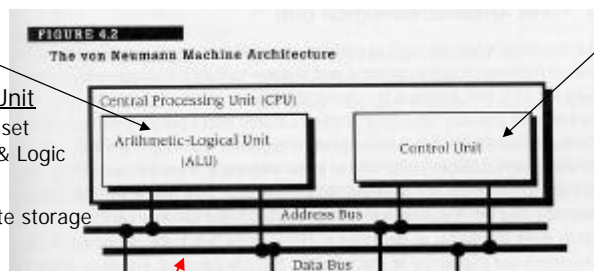 FIGURE 4.2
The von Neumann Machine Architecture
Unit
set
& Logic
te storage
Central Processing Unit (CPU)
Arithmetic-Logical Unit
(ALU)
Control Unit
Address Bus
Data Bus